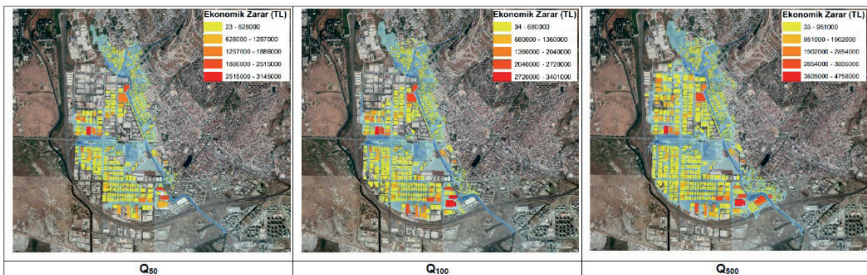 Ekonomik Zarar (TL)
23 - 628000
628000 - 1257000
1257000 - 1886000
1886000 - 2515000
2515000 - 3145000
Ekonomik Zarar (TL)
34 - 680000
680000 - 1360000
1360000 - 2040000
2040000 - 2720000
2720000 - 3401000
Ekonomik Zarar (TL)
33 - 951000
951000 - 1902000
1902000 - 2854000
2854000 - 3805000
3805000 - 4756000
Q50
Q100
Q500